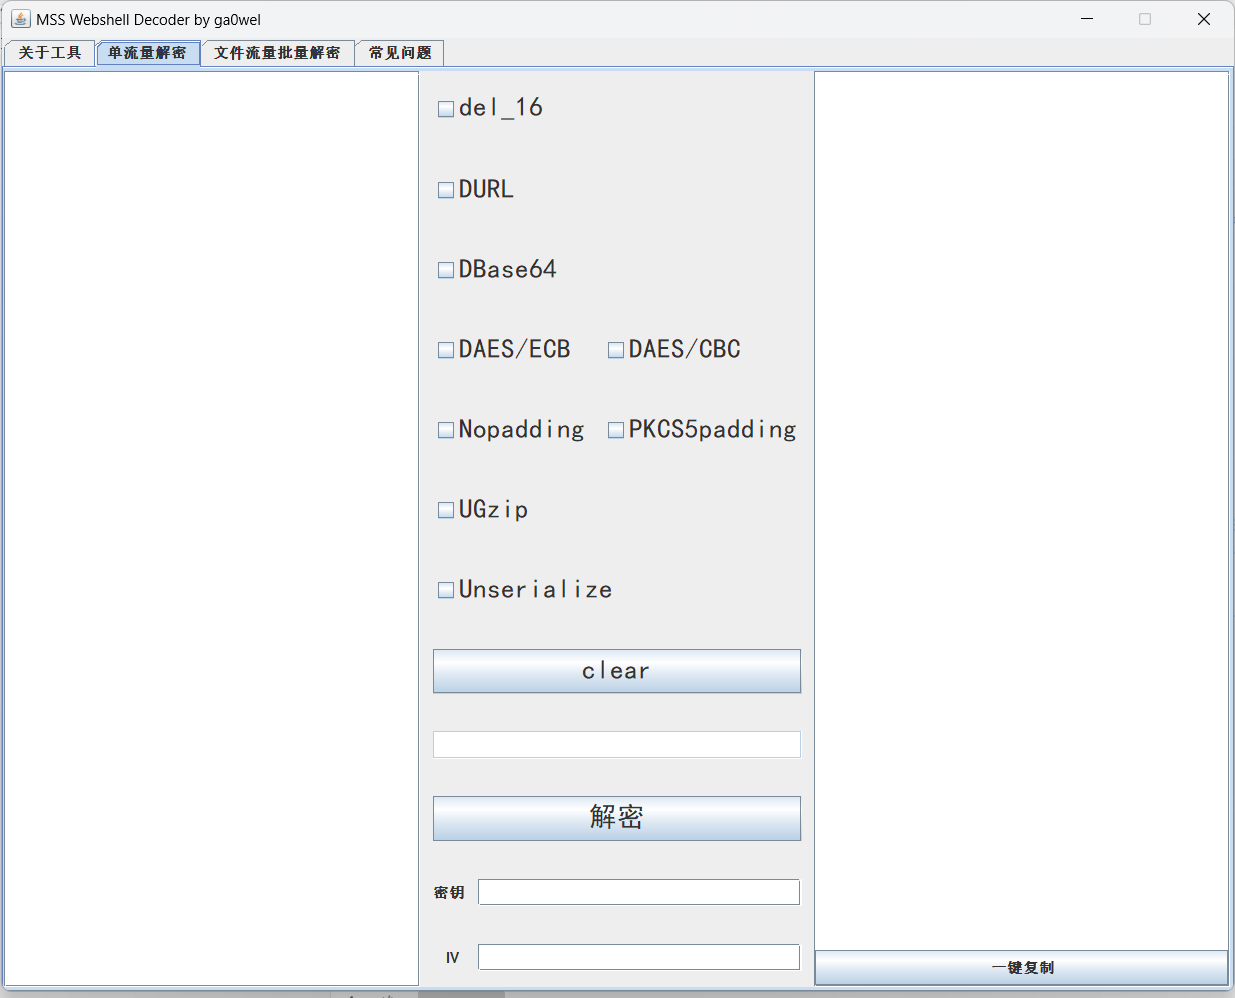 MSS Webshell Decoder by ga0wel
关于工具 单流量解密 文件流量批量解密 常见问题
del_16
DURL
DBase64
DAES/ECB DAES/CBC
Nopadding PKCS5padding
UGzip
Unserialize
clear
解密
密钥
IV
一键复制